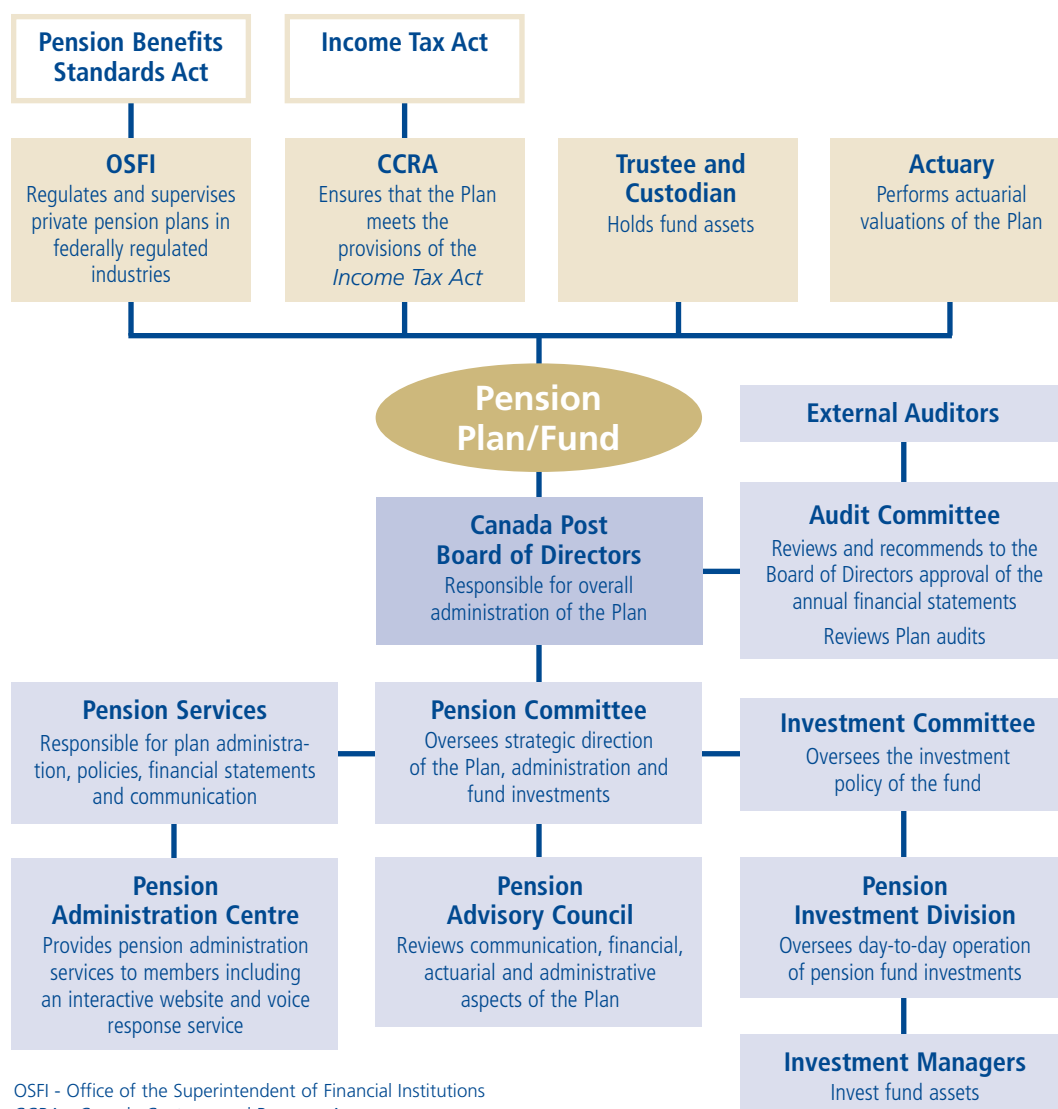 Pension Benefits
Standards Act
Income Tax Act
OSFI
Regulates and supervises
private pension plans in
federally regulated
industries
CCRA
Ensures that the Plan
meets the
provisions of the
Income Tax Act
Trustee and
Custodian
Holds fund assets
Actuary
Performs actuarial
valuations of the Plan
Pension
Plan/Fund
External Auditors
Canada Post
Board of Directors
Responsible for overall
administration of the Plan
Audit Committee
Reviews and recommends to the
Board of Directors approval of the
annual financial statements
Reviews Plan audits
Pension Services
Responsible for plan administra-
tion, policies, financial statements
and communication
Pension Committee
Oversees strategic direction
of the Plan, administration and
fund investments
Investment Committee
Oversees the investment
policy of the fund
Pension
Administration Centre
Provides pension administration
services to members including
an interactive website and voice
response service
Pension
Advisory Council
Reviews communication, financial,
actuarial and administrative
aspects of the Plan
Pension
Investment Division
Oversees day-to-day operation
of pension fund investments
Investment Managers
Invest fund assets
OSFI - Office of the Superintendent of Financial Institutions